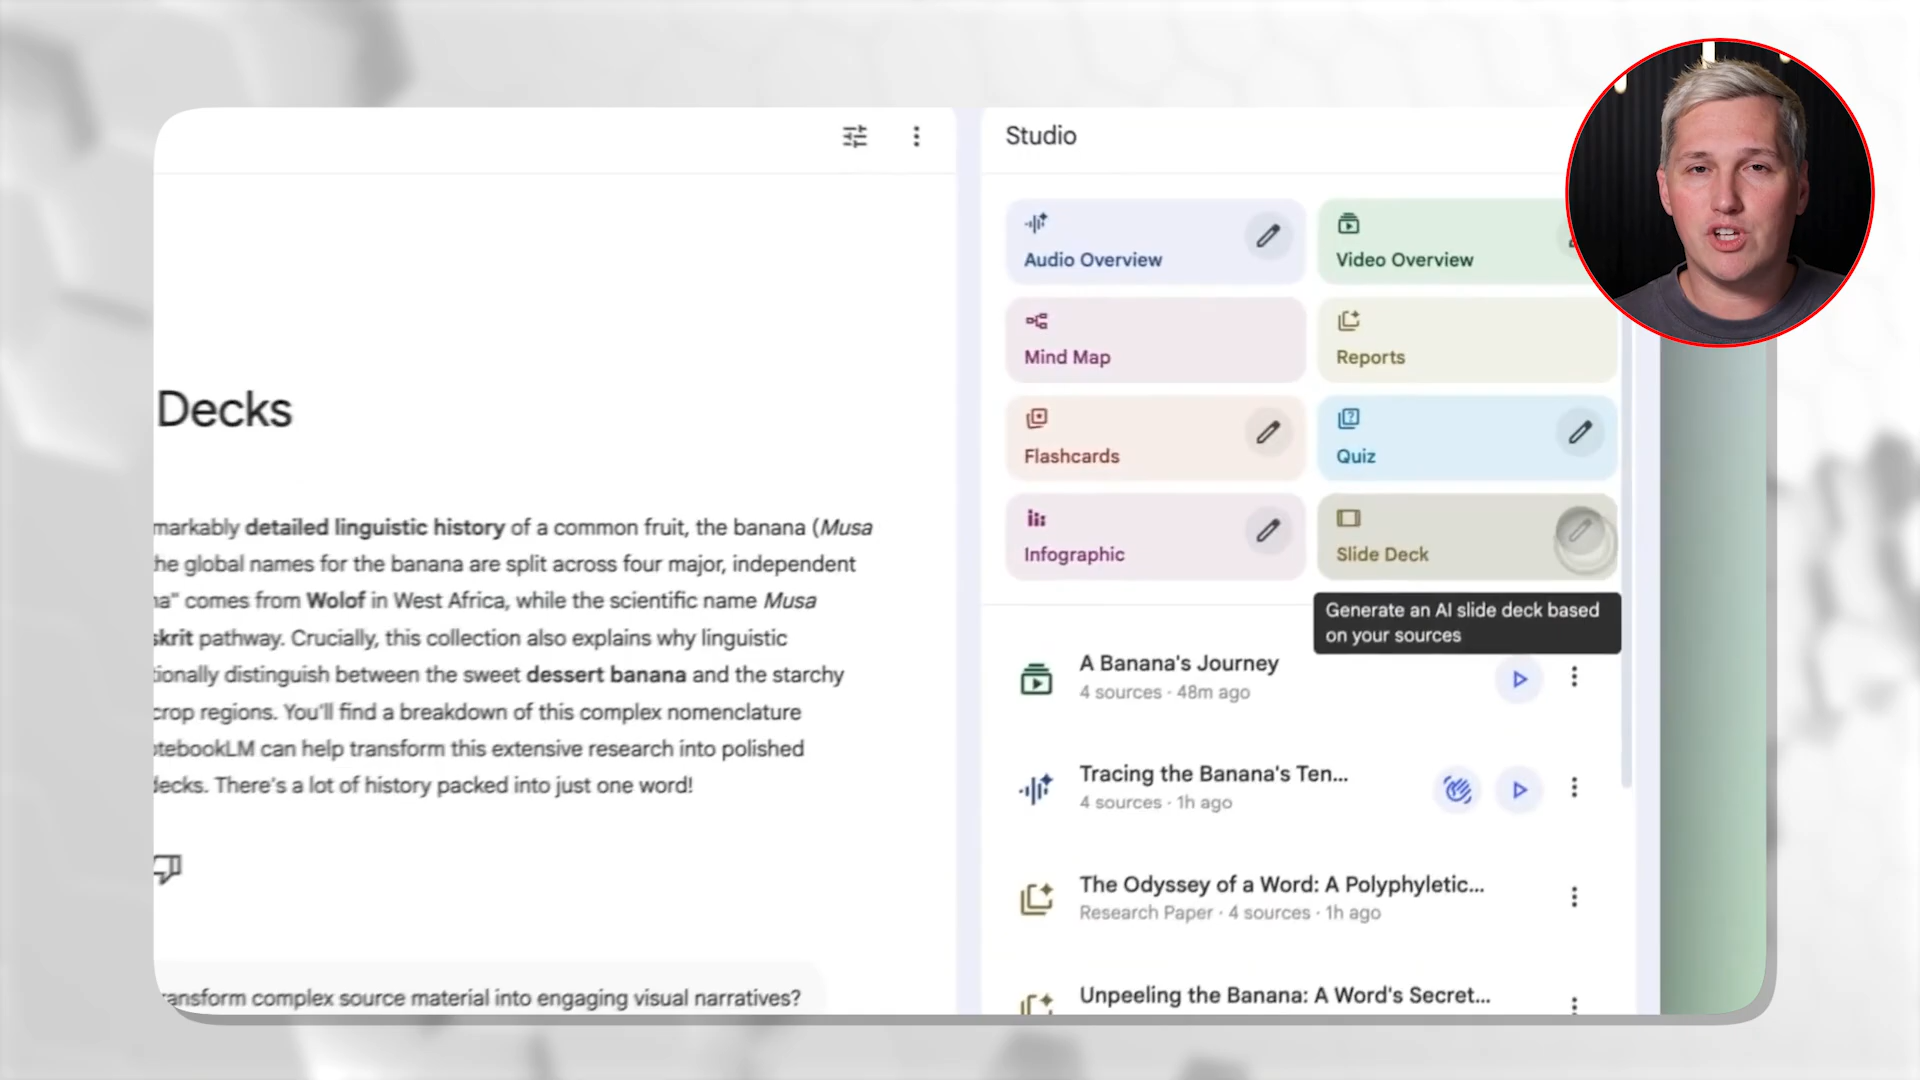 Decks
markably detailed linguistic history of a common fruit, the banana (Musa
he global names for the banana are split across four major, independent
a" comes from Wolof in West Africa, while the scientific name Musa
skrit pathway. Crucially, this collection also explains why linguistic
ionally distinguish between the sweet dessert banana and the starchy
crop regions. You'll find a breakdown of this complex nomenclature
otebookLM can help transform this extensive research into polished
decks. There's a lot of history packed into just one word!
ransform complex source material into engaging visual narratives?
Studio
Audio Overview
Video Overview
Mind Map
Reports
Flashcards
Quiz
Infographic
Slide Deck
Generate an AI slide deck based
on your sources
A Banana's Journey
4 sources · 48m ago
Tracing the Banana's Ten...
4 sources · 1h ago
The Odyssey of a Word: A Polyphyletic...
Research Paper · 4 sources · 1h ago
Unpeeling the Banana: A Word's Secret...